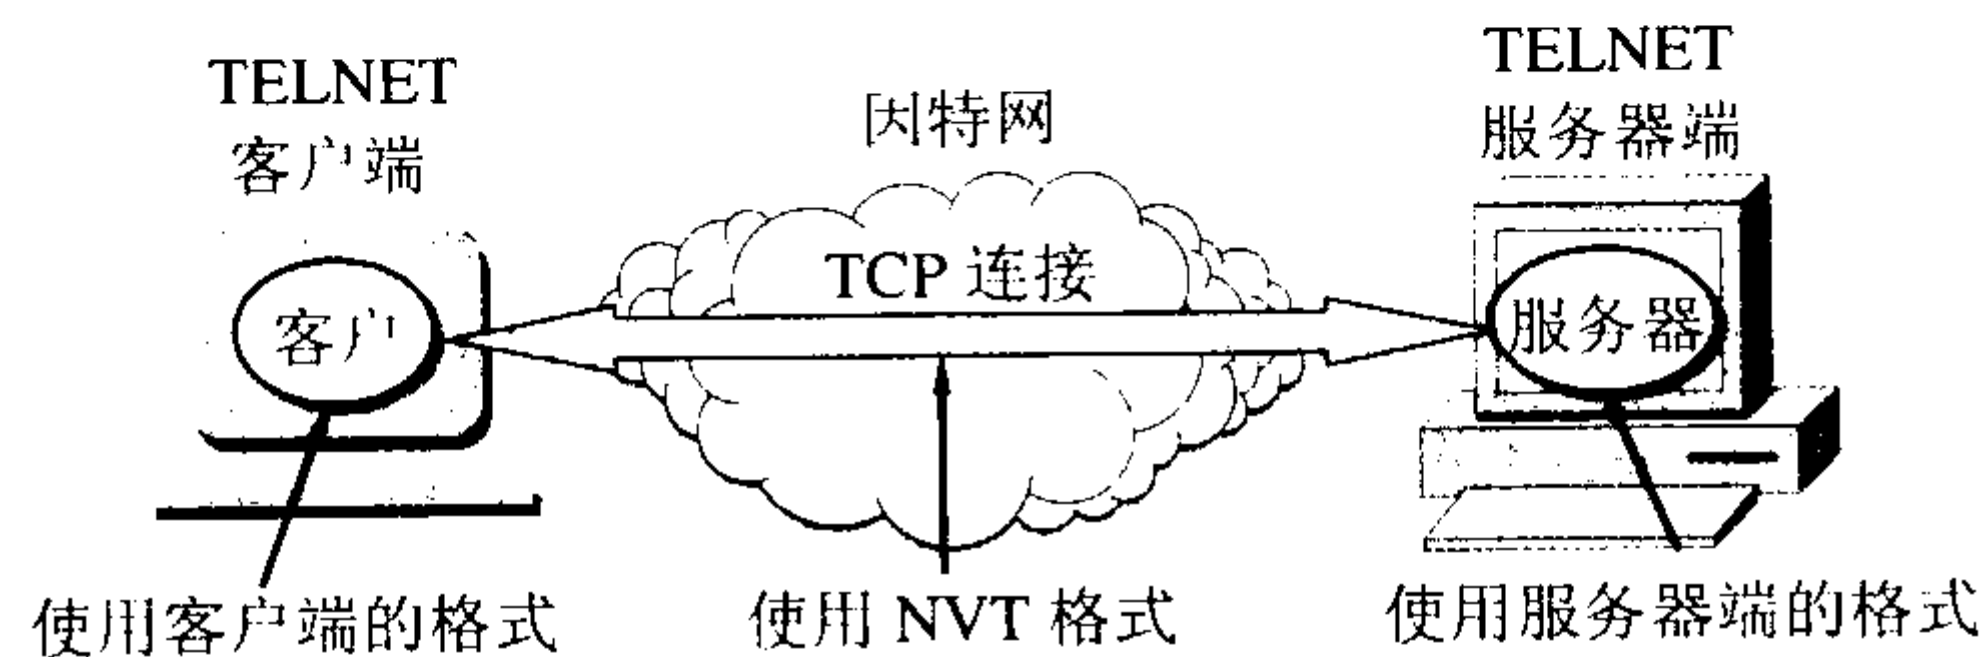 TELNET
客户端
因特网
TELNET
服务器端
TCP 连接
客户
服务器
使用客户端的格式
使用 NVT 格式
使用服务器端的格式